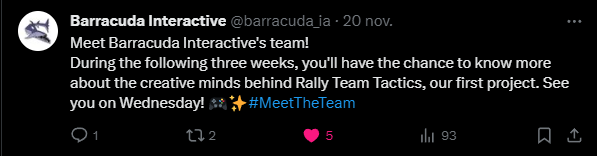 Barracuda Interactive @barracuda_ia · 20 nov.
Meet Barracuda Interactive's team!
During the following three weeks, you'll have the chance to know more
about the creative minds behind Rally Team Tactics, our first project. See
you on Wednesday! 🎮✨#MeetTheTeam
1 2 5 93